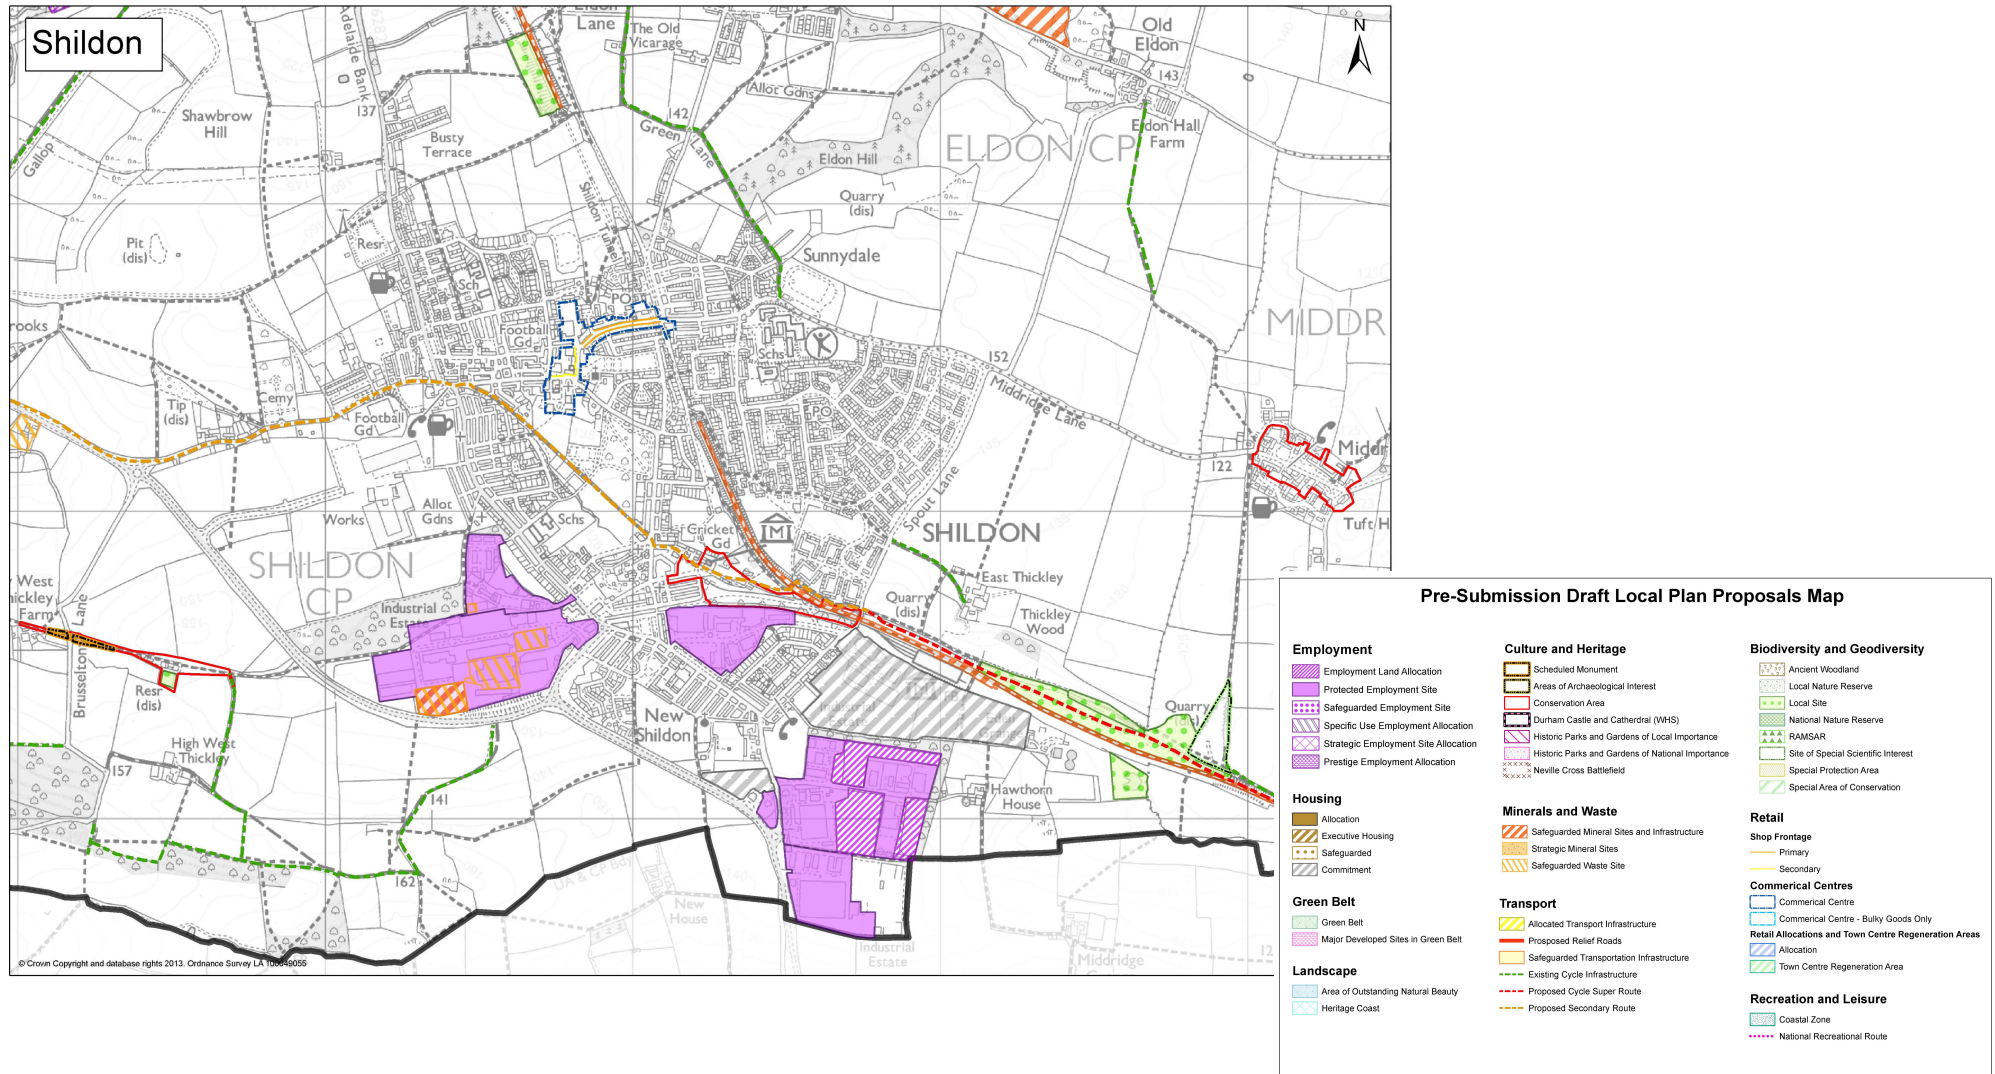 Shildon
N
Adelaide Bank
Eldon
Lane
The Old
Vicarage
Old
Eldon
143
Shawbrow
Hill
137
Busty
Terrace
Allot Gdns
142
Green Lane
Eldon Hill
ELDON CP
Eldon Hall
Farm
Gallop
Quarry
(dis)
Shildon Tunnel
Pit
(dis)
Resr
Sunnydale
Sch
PO
MIDDR
Football
Gd
Schs
152
Middridge Lane
Tip
(dis)
Cemy
Football
Gd
PO
122
Middr
Works
Allot
Gdns
Schs
Cricket
Gd
M
Spout Lane
SHILDON
Tuft H
SHILDON
CP
West
Farm
Brusselton Lane
Industrial
Estate
Quarry
(dis)
East Thickley
Thickley
Wood
Resr
(dis)
New
Shildon
Industrial
Quarry
(dis)
High West
Thickley
157
141
Hawthorn
House
162
UA & CP Bdy
New
House
Industrial
Estate
Middridge
© Crown Copyright and database rights 2013. Ordnance Survey LA 100049055
Pre-Submission Draft Local Plan Proposals Map
Employment
Employment Land Allocation
Protected Employment Site
Safeguarded Employment Site
Specific Use Employment Allocation
Strategic Employment Site Allocation
Prestige Employment Allocation
Housing
Allocation
Executive Housing
Safeguarded
Commitment
Green Belt
Green Belt
Major Developed Sites in Green Belt
Landscape
Area of Outstanding Natural Beauty
Heritage Coast
Culture and Heritage
Scheduled Monument
Areas of Archaeological Interest
Conservation Area
Durham Castle and Catherdral (WHS)
Historic Parks and Gardens of Local Importance
Historic Parks and Gardens of National Importance
Neville Cross Battlefield
Minerals and Waste
Safeguarded Mineral Sites and Infrastructure
Strategic Mineral Sites
Safeguarded Waste Site
Transport
Allocated Transport Infrastructure
Prosposed Relief Roads
Safeguarded Transportation Infrastructure
Existing Cycle Infrastructure
Proposed Cycle Super Route
Proposed Secondary Route
Biodiversity and Geodiversity
Ancient Woodland
Local Nature Reserve
Local Site
National Nature Reserve
RAMSAR
Site of Special Scientific Interest
Special Protection Area
Special Area of Conservation
Retail
Shop Frontage
Primary
Secondary
Commerical Centres
Commerical Centre
Commerical Centre - Bulky Goods Only
Retail Allocations and Town Centre Regeneration Areas
Allocation
Town Centre Regeneration Area
Recreation and Leisure
Coastal Zone
National Recreational Route